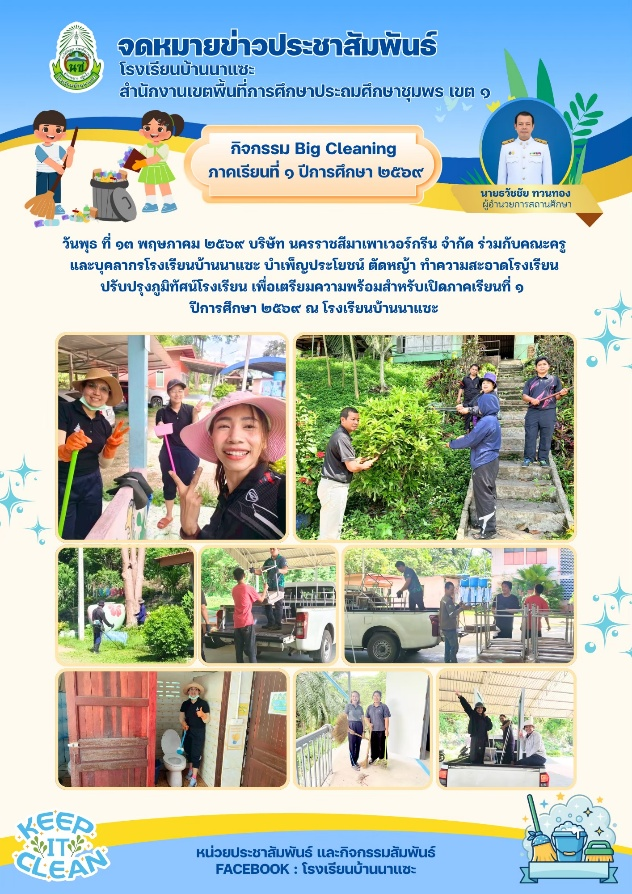 จดหมายข่าวประชาสัมพันธ์
โรงเรียนบ้านนาแซะ
สำนักงานเขตพื้นที่การศึกษาประถมศึกษาชุมพร เขต ๑
นซ
กิจกรรม Big Cleaning
ภาคเรียนที่ ๑ ปีการศึกษา ๒๕๖๙
นายธวัชชัย ทวนทอง
ผู้อำนวยการสถานศึกษา
วันพุธ ที่ ๑๓ พฤษภาคม ๒๕๖๙ บริษัท นครราชสีมาเพาเวอร์กรีน จำกัด ร่วมกับคณะครู
และบุคลากรโรงเรียนบ้านนาแซะ บำเพ็ญประโยชน์ ตัดหญ้า ทำความสะอาดโรงเรียน
ปรับปรุงภูมิทัศน์โรงเรียน เพื่อเตรียมความพร้อมสำหรับเปิดภาคเรียนที่ ๑
ปีการศึกษา ๒๕๖๙ ณ โรงเรียนบ้านนาแซะ
KEEP
IT
CLEAN
หน่วยประชาสัมพันธ์ และกิจกรรมสัมพันธ์
FACEBOOK : โรงเรียนบ้านนาแซะ